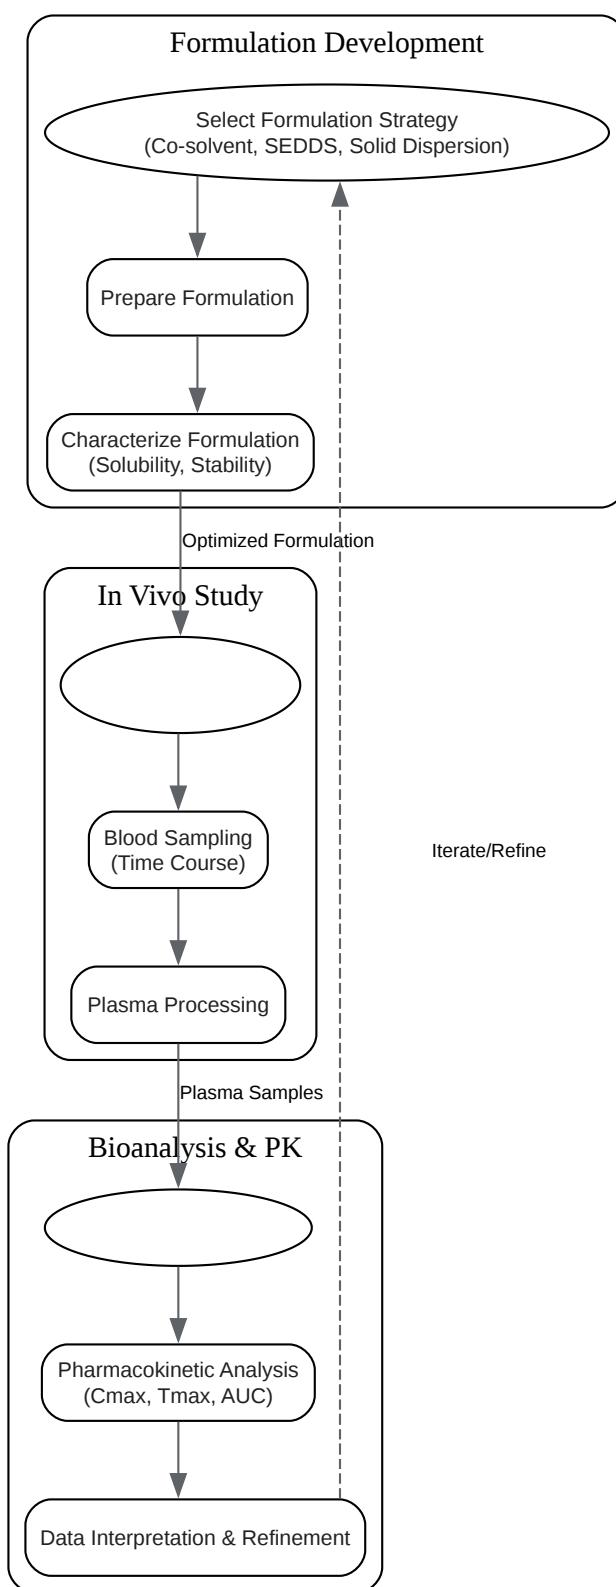 Formulation Development
Select Formulation Strategy
(Co-solvent, SEDDS, Solid Dispersion)
Prepare Formulation
Characterize Formulation
(Solubility, Stability)
Optimized Formulation
In Vivo Study
Blood Sampling
(Time Course)
Iterate/Refine
Plasma Processing
Plasma Samples
Bioanalysis & PK
Pharmacokinetic Analysis
(Cmax, Tmax, AUC)
Data Interpretation & Refinement